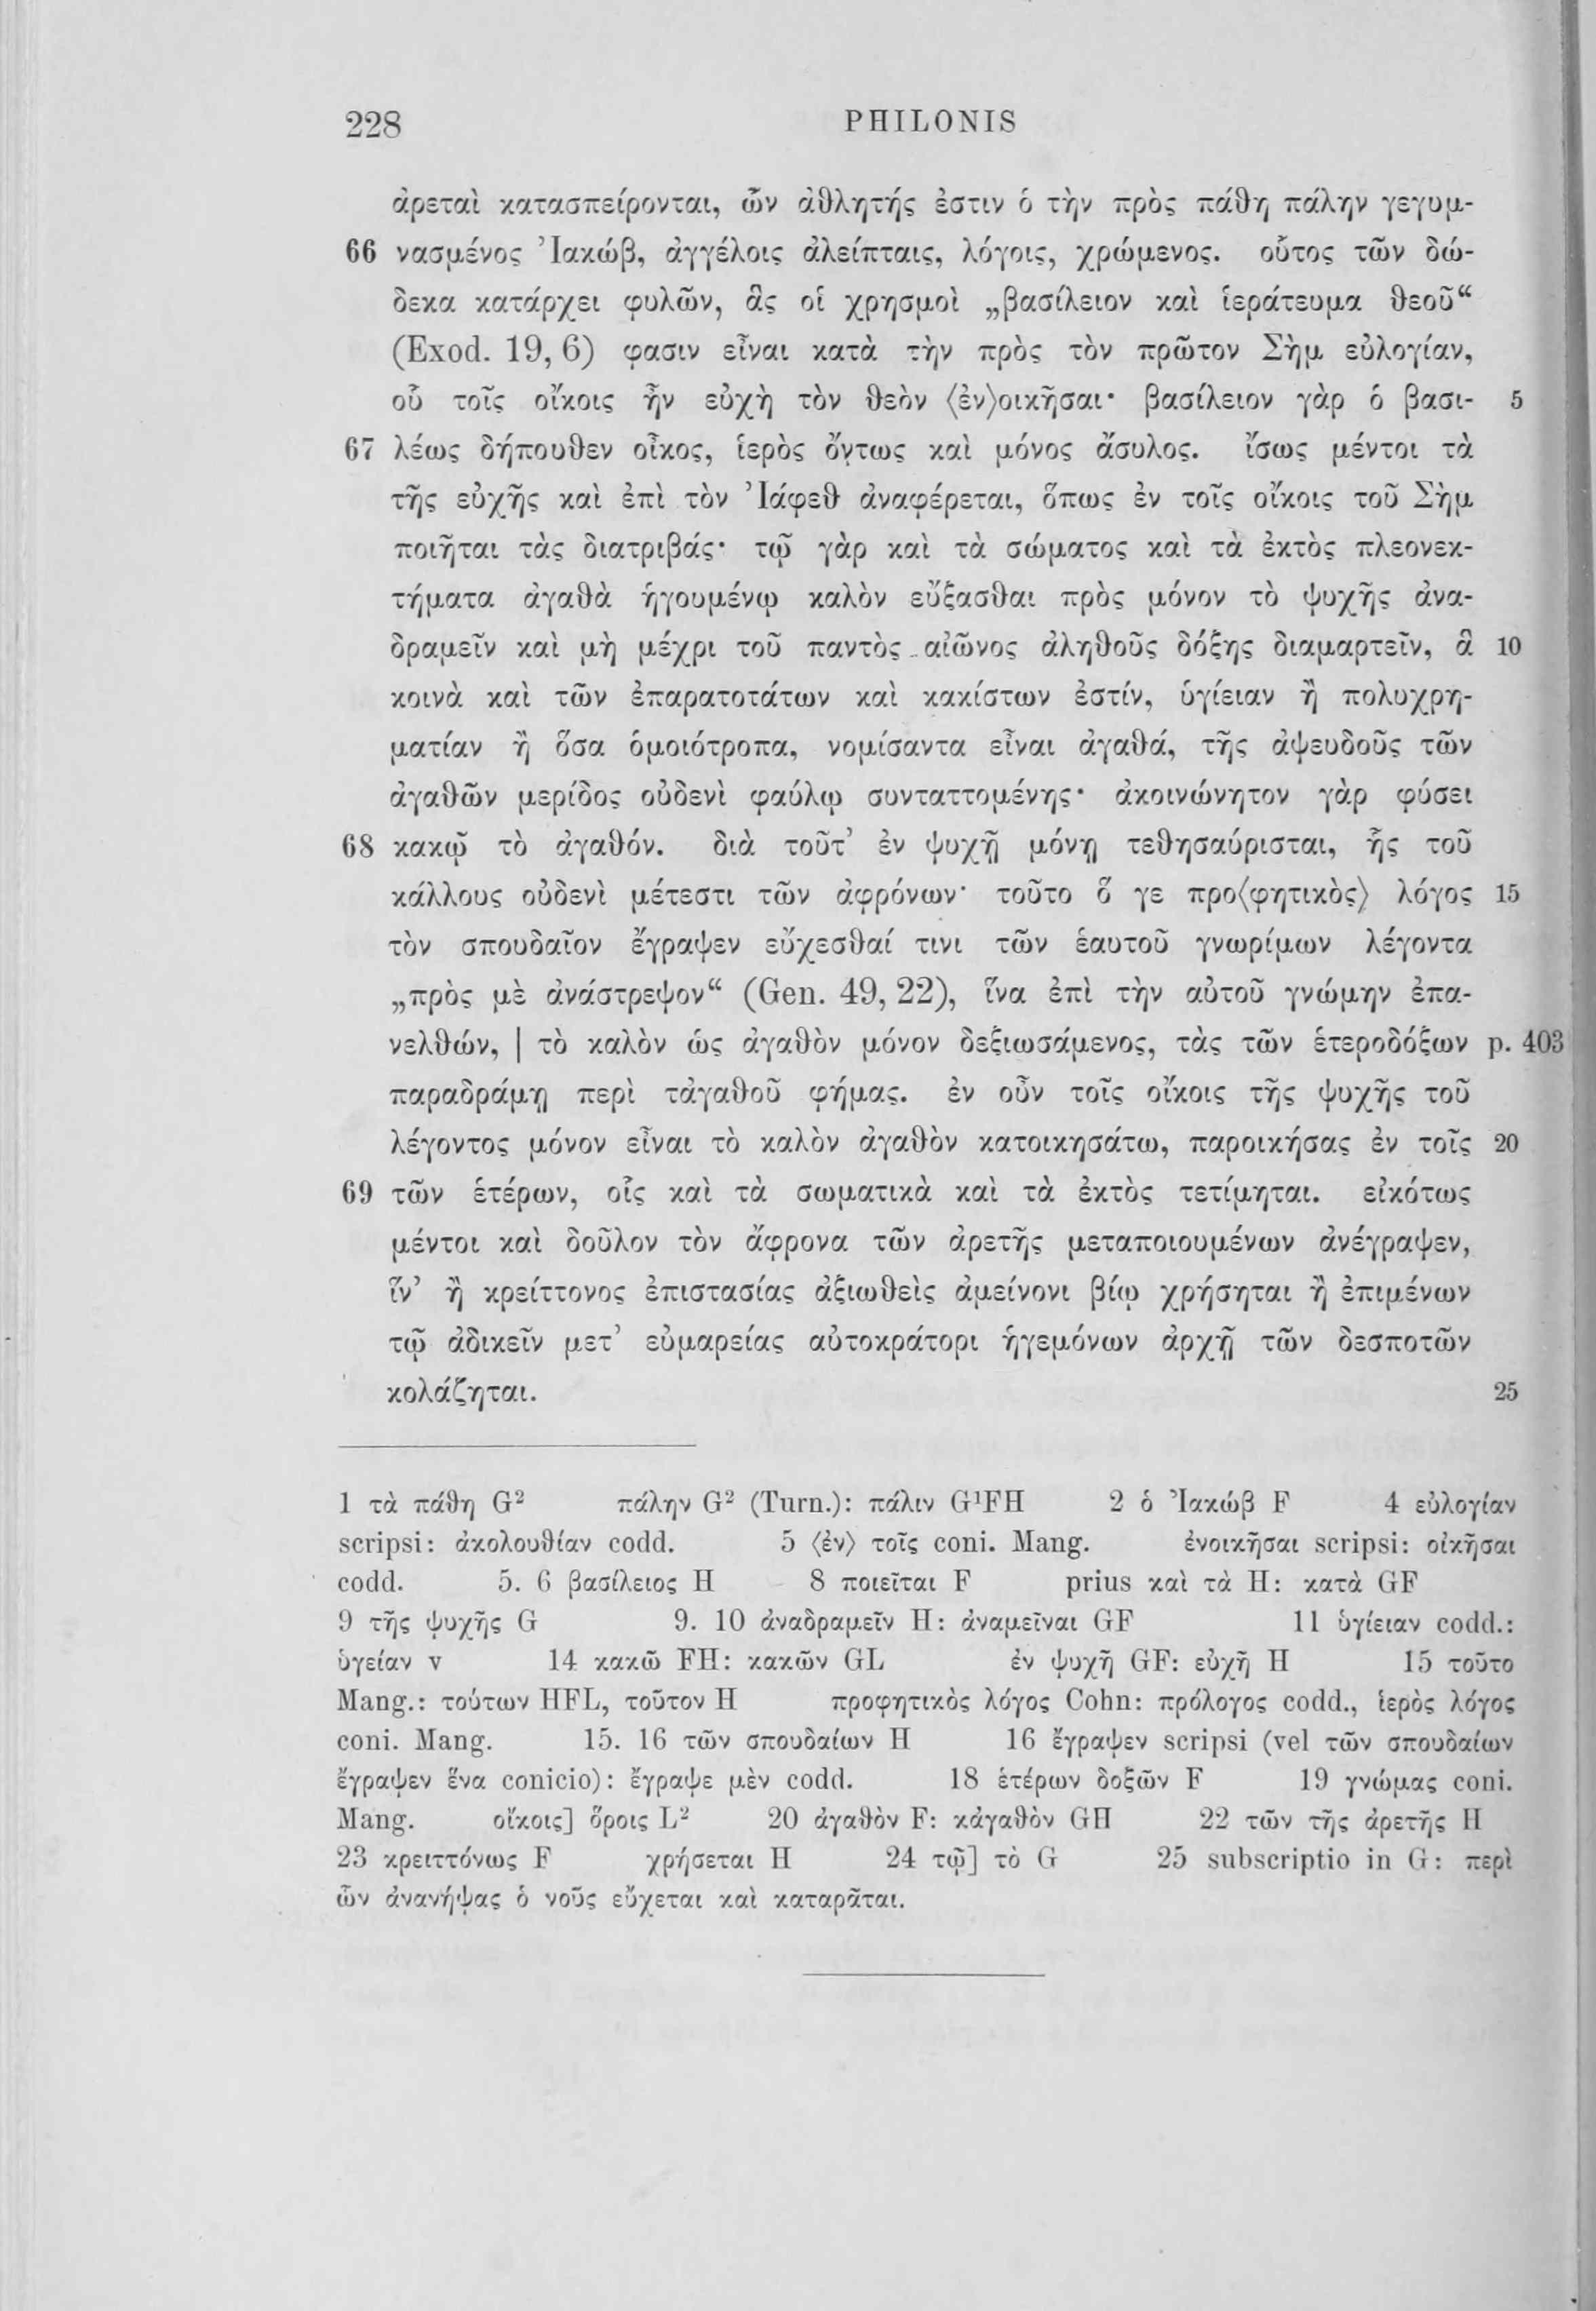 228 PHILONIS
ἀρεταὶ κατασπείρονται, ὧν ἀθλητής ἐστιν ὁ τὴν πρὸς πάθη πάλην γεγυμ-
66 νασμένος Ἰακώβ, ἀγγέλοις ἀλείπταις, λόγοις, χρώμενος. οὗτος τῶν δώ-
δεκα κατάρχει φυλῶν, ἃς οἱ χρησμοὶ „βασίλειον καὶ ἱεράτευμα θεοῦ“
(Exod. 19, 6) φασιν εἶναι κατὰ τὴν πρὸς τὸν πρῶτον Σὴμ εὐλογίαν,
οὗ τοῖς οἴκοις ἦν εὐχὴ τὸν θεὸν ⟨ἐν⟩οικῆσαι· βασίλειον γὰρ ὁ βασι- 5
67 λέως δήπουθεν οἶκος, ἱερὸς ὄντως καὶ μόνος ἄσυλος. ἴσως μέντοι τὰ
τῆς εὐχῆς καὶ ἐπὶ τὸν Ἰάφεθ ἀναφέρεται, ὅπως ἐν τοῖς οἴκοις τοῦ Σὴμ
ποιῆται τὰς διατριβάς· τῷ γὰρ καὶ τὰ σώματος καὶ τὰ ἐκτὸς πλεονεκ-
τήματα ἀγαθὰ ἡγουμένῳ καλὸν εὔξασθαι πρὸς μόνον τὸ ψυχῆς ἀνα-
δραμεῖν καὶ μὴ μέχρι τοῦ παντὸς αἰῶνος ἀληθοῦς δόξης διαμαρτεῖν, ἃ 10
κοινὰ καὶ τῶν ἐπαρατοτάτων καὶ κακίστων ἐστίν, ὑγίειαν ἢ πολυχρη-
ματίαν ἢ ὅσα ὁμοιότροπα, νομίσαντα εἶναι ἀγαθά, τῆς ἀψευδοῦς τῶν
ἀγαθῶν μερίδος οὐδενὶ φαύλῳ συνταττομένης· ἀκοινώνητον γὰρ φύσει
68 κακῷ τὸ ἀγαθόν. διὰ τοῦτ’ ἐν ψυχῇ μόνῃ τεθησαύρισται, ἧς τοῦ
κάλλους οὐδενὶ μέτεστι τῶν ἀφρόνων· τοῦτο ὅ γε προ⟨φητικὸς⟩ λόγος 15
τὸν σπουδαῖον ἔγραψεν εὔχεσθαί τινι τῶν ἑαυτοῦ γνωρίμων λέγοντα
„πρὸς μὲ ἀνάστρεψον“ (Gen. 49, 22), ἵνα ἐπὶ τὴν αὐτοῦ γνώμην ἐπα-
νελθών, | τὸ καλὸν ὡς ἀγαθὸν μόνον δεξιωσάμενος, τὰς τῶν ἑτεροδόξων p. 403
παραδράμῃ περὶ τἀγαθοῦ φήμας. ἐν οὖν τοῖς οἴκοις τῆς ψυχῆς τοῦ
λέγοντος μόνον εἶναι τὸ καλὸν ἀγαθὸν κατοικησάτω, παροικήσας ἐν τοῖς 20
69 τῶν ἑτέρων, οἷς καὶ τὰ σωματικὰ καὶ τὰ ἐκτὸς τετίμηται. εἰκότως
μέντοι καὶ δοῦλον τὸν ἄφρονα τῶν ἀρετῆς μεταποιουμένων ἀνέγραψεν,
ἵν’ ἢ κρείττονος ἐπιστασίας ἀξιωθεὶς ἀμείνονι βίῳ χρήσηται ἢ ἐπιμένων
τῷ ἀδικεῖν μετ’ εὐμαρείας αὐτοκράτορι ἡγεμόνων ἀρχῇ τῶν δεσποτῶν
κολάζηται. 25
1 τὰ πάθη G² πάλην G² (Turn.): πάλιν G¹FH 2 ὁ Ἰακώβ F 4 εὐλογίαν
scripsi: ἀκολουθίαν codd. 5 ⟨ἐν⟩ τοῖς coni. Mang. ἐνοικῆσαι scripsi: οἰκῆσαι
codd. 5. 6 βασίλειος H 8 ποιεῖται F prius καὶ τὰ H: κατὰ GF
9 τῆς ψυχῆς G 9. 10 ἀναδραμεῖν H: ἀναμεῖναι GF 11 ὑγίειαν codd.:
ὑγείαν v 14 κακῶ FH: κακῶν GL ἐν ψυχῆ GF: εὐχῆ H 15 τοῦτο
Mang.: τούτων HFL, τοῦτον H προφητικὸς λόγος Cohn: πρόλογος codd., ἱερὸς λόγος
coni. Mang. 15. 16 τῶν σπουδαίων H 16 ἔγραψεν scripsi (vel τῶν σπουδαίων
ἔγραψεν ἕνα conicio): ἔγραψε μὲν codd. 18 ἑτέρων δοξῶν F 19 γνώμας coni.
Mang. οἴκοις] ὅροις L² 20 ἀγαθὸν F: κἀγαθὸν GH 22 τῶν τῆς ἀρετῆς H
23 κρειττόνως F χρήσεται H 24 τῷ] τὸ G 25 subscriptio in G: περὶ
ὧν ἀνανήψας ὁ νοῦς εὔχεται καὶ καταρᾶται.